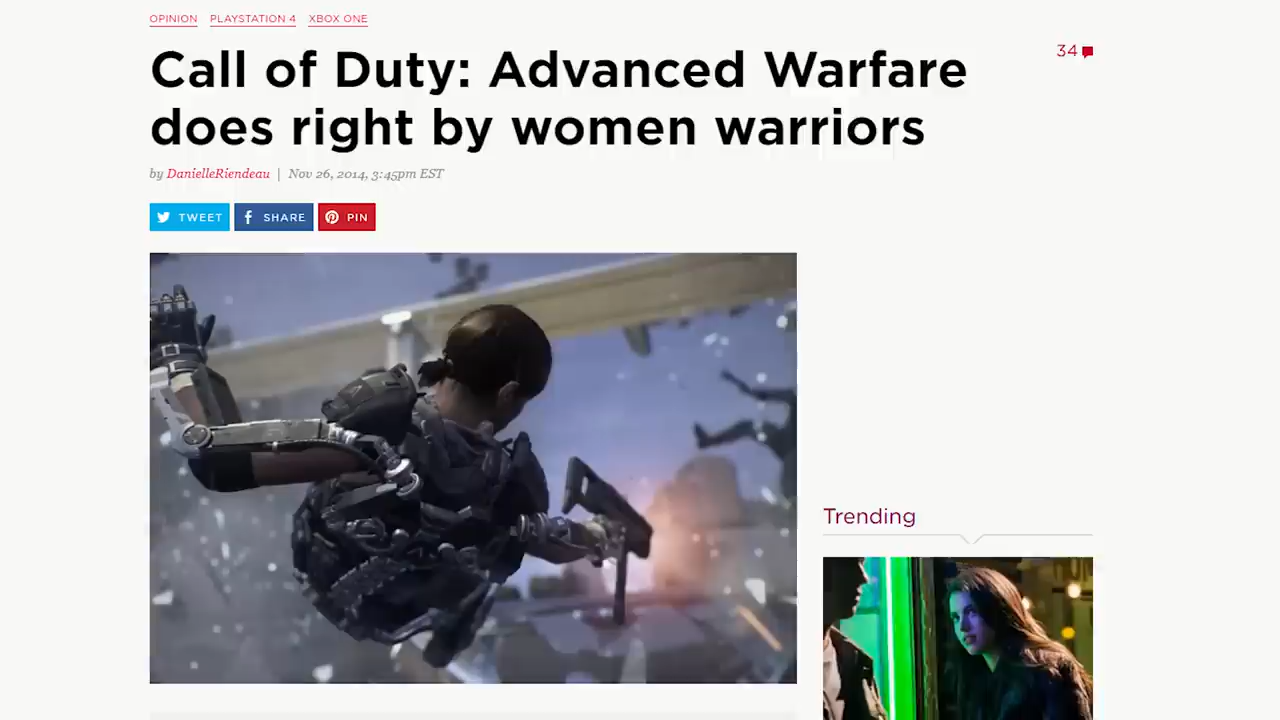 OPINION PLAYSTATION 4 XBOX ONE
Call of Duty: Advanced Warfare
does right by women warriors
34
by DanielleRiendeau | Nov 26, 2014, 3:45pm EST
TWEET SHARE PIN
Trending